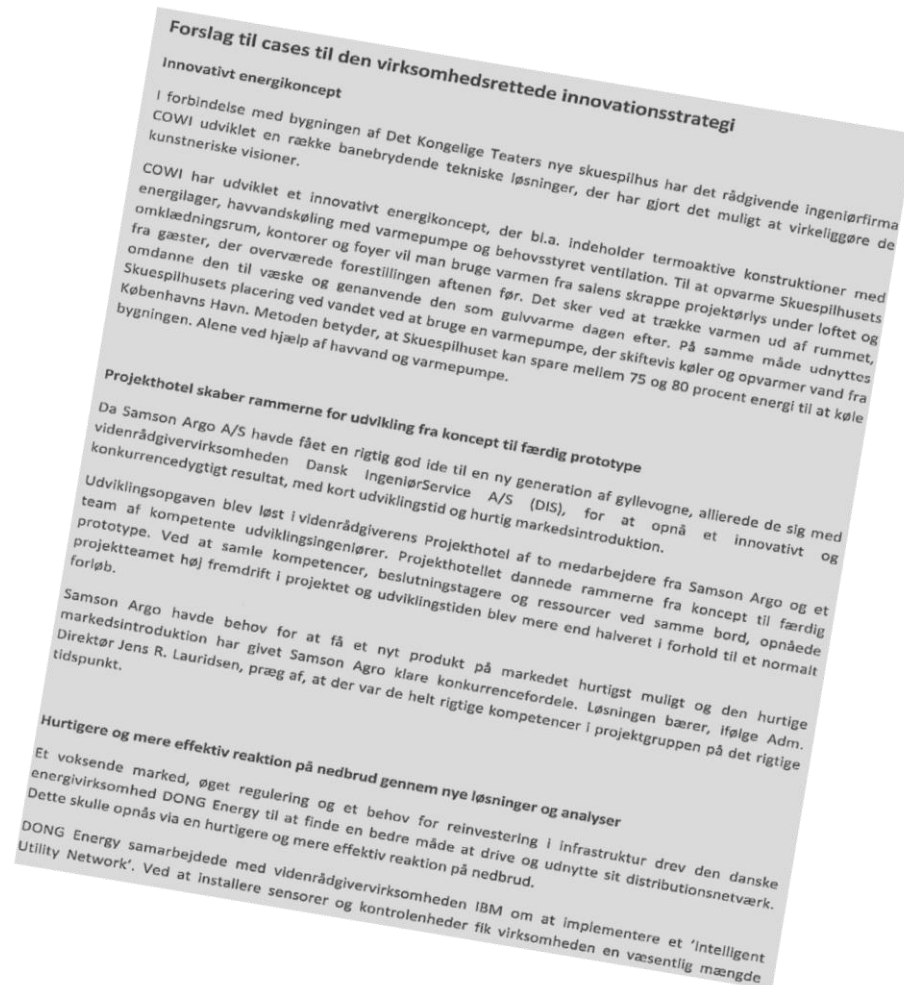 Forslag til cases til den virksomhedsrettede innovationsstrategi
Innovativt energikoncept
I forbindelse med bygningen af Det Kongelige Teaters nye skuespilhus har det rådgivende ingeniørfirma
COWI udviklet en række banebrydende tekniske løsninger, der har gjort det muligt at virkeliggøre de
kunstneriske visioner.
COWI har udviklet et innovativt energikoncept, der bl.a. indeholder termoaktive konstruktioner med
energilager, havvandskøling med varmepumpe og behovsstyret ventilation. Til at opvarme Skuespilhusets
omklædningsrum, kontorer og foyer vil man bruge varmen fra salens skrappe projektørlys under loftet og
fra gæster, der overværede forestillingen aftenen før. Det sker ved at trække varmen ud af rummet,
omdanne den til væske og genanvende den som gulvvarme dagen efter. På samme måde udnyttes
Skuespilhusets placering ved vandet ved at bruge en varmepumpe, der skiftevis køler og opvarmer vand fra
Københavns Havn. Metoden betyder, at Skuespilhuset kan spare mellem 75 og 80 procent energi til at køle
bygningen. Alene ved hjælp af havvand og varmepumpe.
Projekthotel skaber rammerne for udvikling fra koncept til færdig prototype
Da Samson Argo A/S havde fået en rigtig god ide til en ny generation af gyllevogne, allierede de sig med
videnrådgivervirksomheden Dansk IngeniørService A/S (DIS), for at opnå et innovativt og
konkurrencedygtigt resultat, med kort udviklingstid og hurtig markedsintroduktion.
Udviklingsopgaven blev løst i videnrådgiverens Projekthotel af to medarbejdere fra Samson Argo og et
team af kompetente udviklingsingeniører. Projekthotellet dannede rammerne fra koncept til færdig
prototype. Ved at samle kompetencer, beslutningstagere og ressourcer ved samme bord, opnåede
projektteamet høj fremdrift i projektet og udviklingstiden blev mere end halveret i forhold til et normalt
forløb.
Samson Argo havde behov for at få et nyt produkt på markedet hurtigst muligt og den hurtige
markedsintroduktion har givet Samson Agro klare konkurrencefordele. Løsningen bærer, ifølge Adm.
Direktør Jens R. Lauridsen, præg af, at der var de helt rigtige kompetencer i projektgruppen på det rigtige
tidspunkt.
Hurtigere og mere effektiv reaktion på nedbrud gennem nye løsninger og analyser
Et voksende marked, øget regulering og et behov for reinvestering i infrastruktur drev den danske
energivirksomhed DONG Energy til at finde en bedre måde at drive og udnytte sit distributionsnetværk.
Dette skulle opnås via en hurtigere og mere effektiv reaktion på nedbrud.
DONG Energy samarbejdede med videnrådgivervirksomheden IBM om at implementere et 'Intelligent
Utility Network'. Ved at installere sensorer og kontrolenheder fik virksomheden en væsentlig mængde